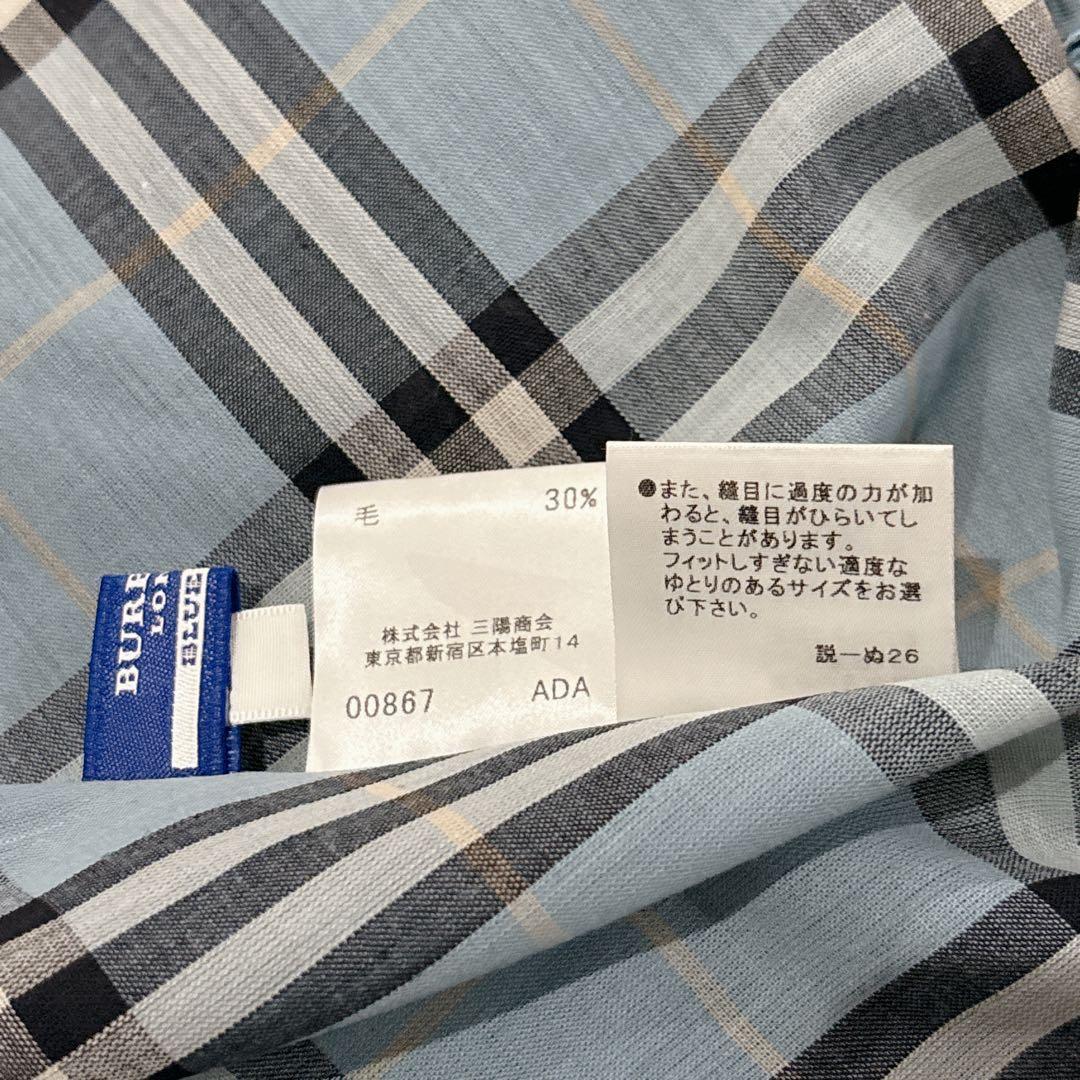 BURB
LON
BLUE
毛 30%
株式会社 三陽商会
東京都新宿区本塩町14
00867 ADA
●また、縫目に過度の力が加
わると、縫目がひらいてし
まうことがあります。
フィットしすぎない適度な
ゆとりのあるサイズをお選
び下さい。
説一ぬ26